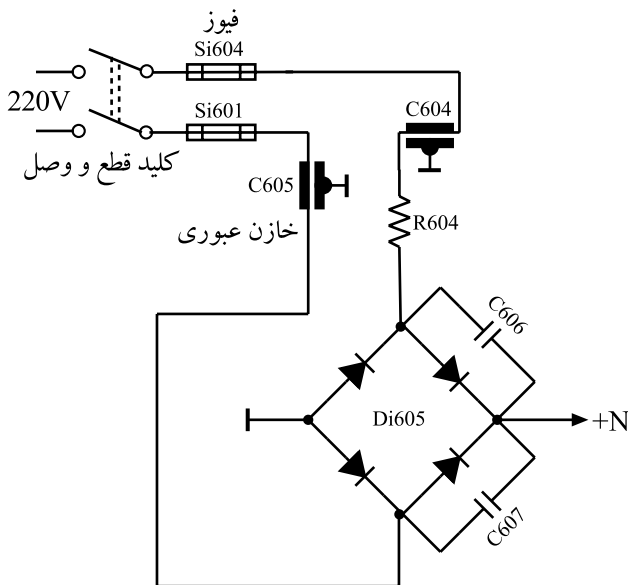 فیوز
Si604
220V
C604
Si601
کلید قطع و وصل
C605
R604
خازن عبوری
C606
Di605
+N
C607